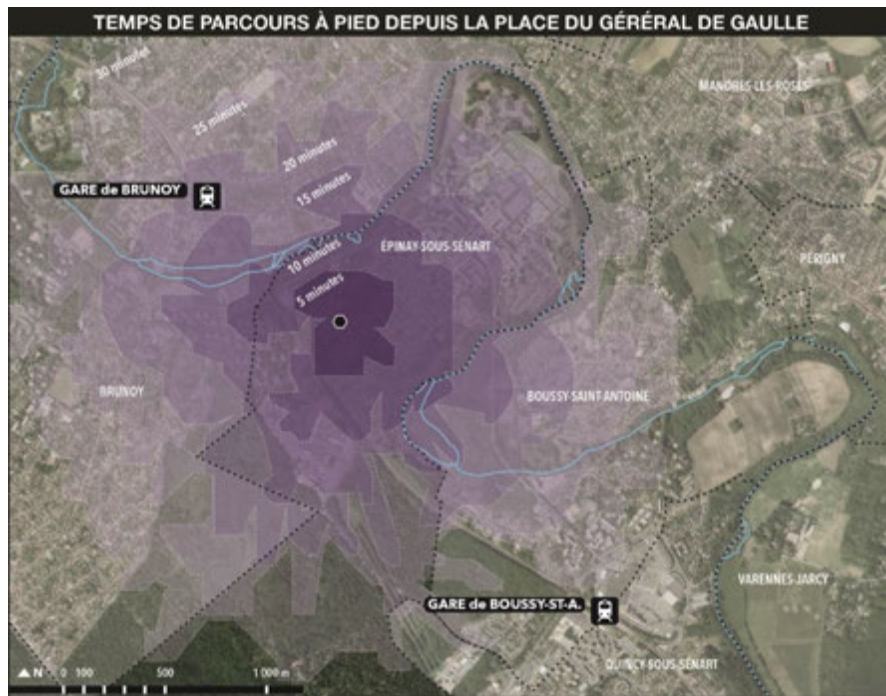 TEMPS DE PARCOURS À PIED DEPUIS LA PLACE DU GÉRÉRAL DE GAULLE
30 minutes
25 minutes
MANDRES-LES-ROSES
20 minutes
GARE de BRUNOY
15 minutes
ÉPINAY-SOUS-SÉNART
10 minutes
PÉRIGNY
5 minutes
BRUNOY
BOUSSY-SAINT-ANTOINE
VARENNES-JARCY
GARE de BOUSSY-ST-A.
QUINCY-SOUS-SÉNART
N 0 100 500 1 000 m